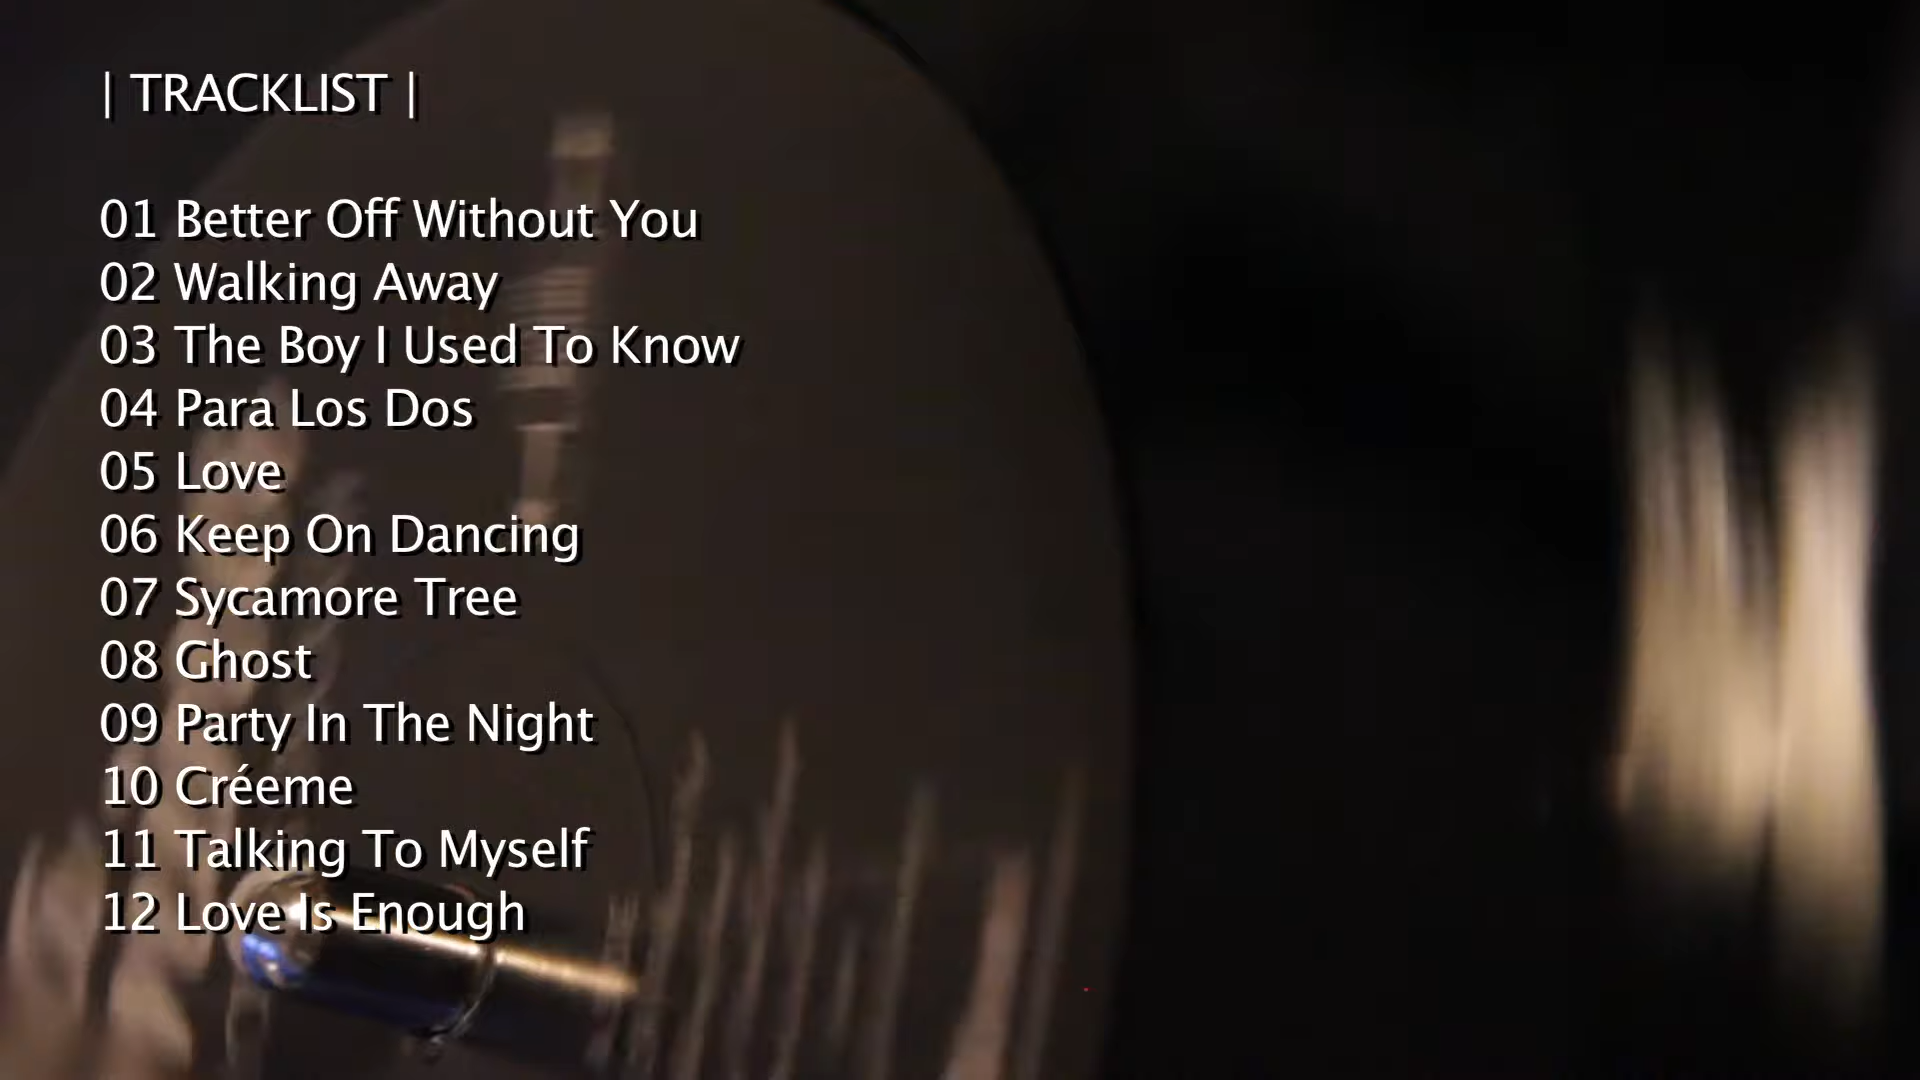 | TRACKLIST |
01 Better Off Without You
02 Walking Away
03 The Boy I Used To Know
04 Para Los Dos
05 Love
06 Keep On Dancing
07 Sycamore Tree
08 Ghost
09 Party In The Night
10 Créeme
11 Talking To Myself
12 Love Is Enough